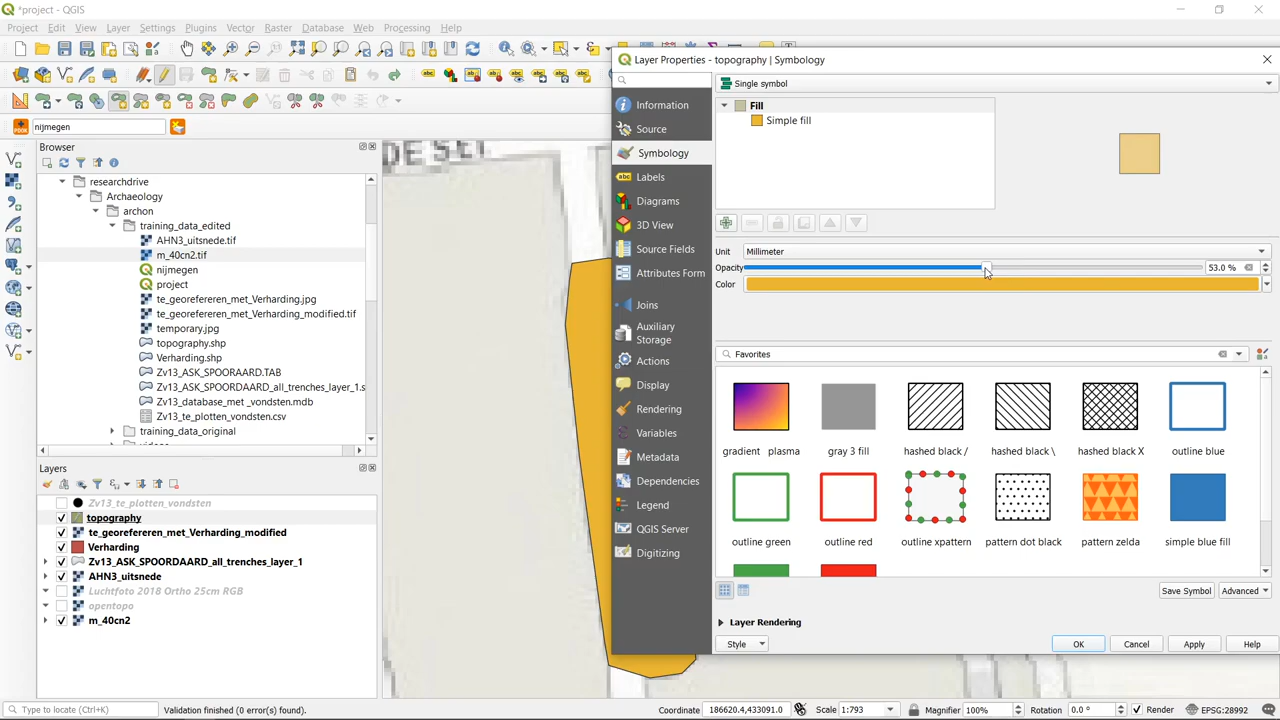 *project - QGIS
Project Edit View Layer Settings Plugins Vector Raster Database Web Processing Help
nijmegen
Browser
researchdrive
Archaeology
archon
training_data_edited
AHN3_uitsnede.tif
m_40cn2.tif
nijmegen
project
te_georefereren_met_Verharding.jpg
te_georefereren_met_Verharding_modified.tif
temporary.jpg
topography.shp
Verharding.shp
Zv13_ASK_SPOORAARD.TAB
Zv13_ASK_SPOORDAARD_all_trenches_layer_1.s
Zv13_database_met _vondsten.mdb
Zv13_te_plotten_vondsten.csv
training_data_original
Layers
Zv13_te_plotten_vondsten
topography
te_georefereren_met_Verharding_modified
Verharding
Zv13_ASK_SPOORDAARD_all_trenches_layer_1
AHN3_uitsnede
Luchtfoto 2018 Ortho 25cm RGB
opentopo
m_40cn2
Layer Properties - topography | Symbology
Information
Source
Symbology
Labels
Diagrams
3D View
Source Fields
Attributes Form
Joins
Auxiliary
Storage
Actions
Display
Rendering
Variables
Metadata
Dependencies
Legend
QGIS Server
Digitizing
Single symbol
Fill
Simple fill
Unit Millimeter
Opacity 53.0 %
Color
Favorites
gradient plasma gray 3 fill hashed black / hashed black \ hashed black X outline blue
outline green outline red outline xpattern pattern dot black pattern zelda simple blue fill
Save Symbol Advanced
Layer Rendering
Style OK Cancel Apply Help
Type to locate (Ctrl+K) Validation finished (0 error(s) found). Coordinate 186620.4,433091.0 Scale 1:793 Magnifier 100% Rotation 0.0 ° Render EPSG:28992